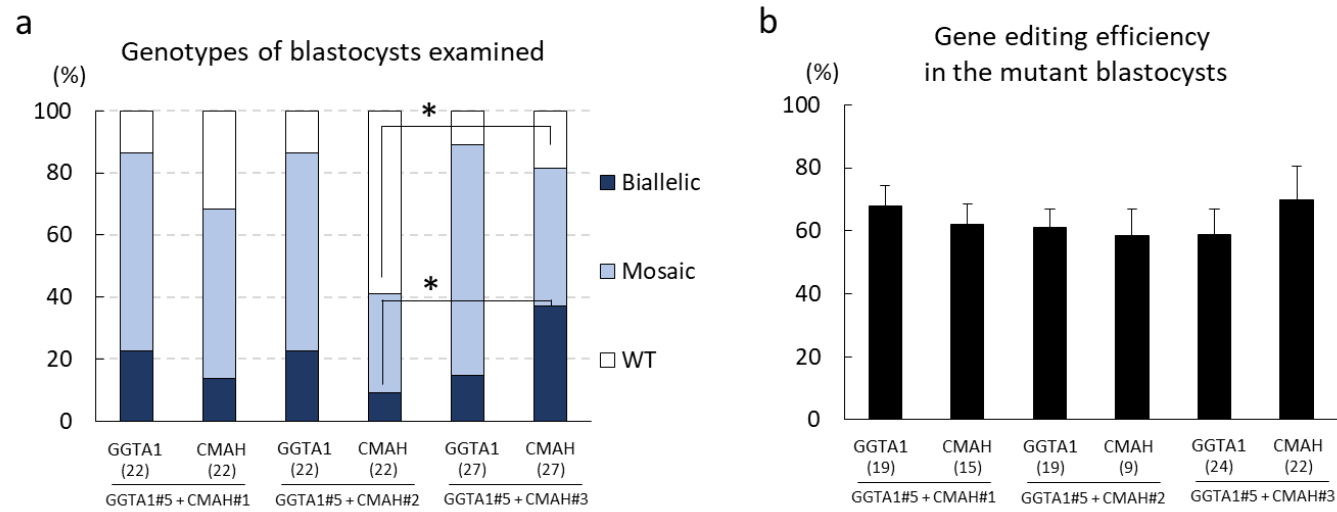 a
Genotypes of blastocysts examined
(%)
100
80
60
40
20
0
*
*
Biallelic
Mosaic
WT
GGTA1 CMAH GGTA1 CMAH GGTA1 CMAH
(22) (22) (22) (22) (27) (27)
GGTA1#5 + CMAH#1 GGTA1#5 + CMAH#2 GGTA1#5 + CMAH#3
b
Gene editing efficiency
in the mutant blastocysts
(%)
100
80
60
40
20
0
GGTA1 CMAH GGTA1 CMAH GGTA1 CMAH
(19) (15) (19) (9) (24) (22)
GGTA1#5 + CMAH#1 GGTA1#5 + CMAH#2 GGTA1#5 + CMAH#3